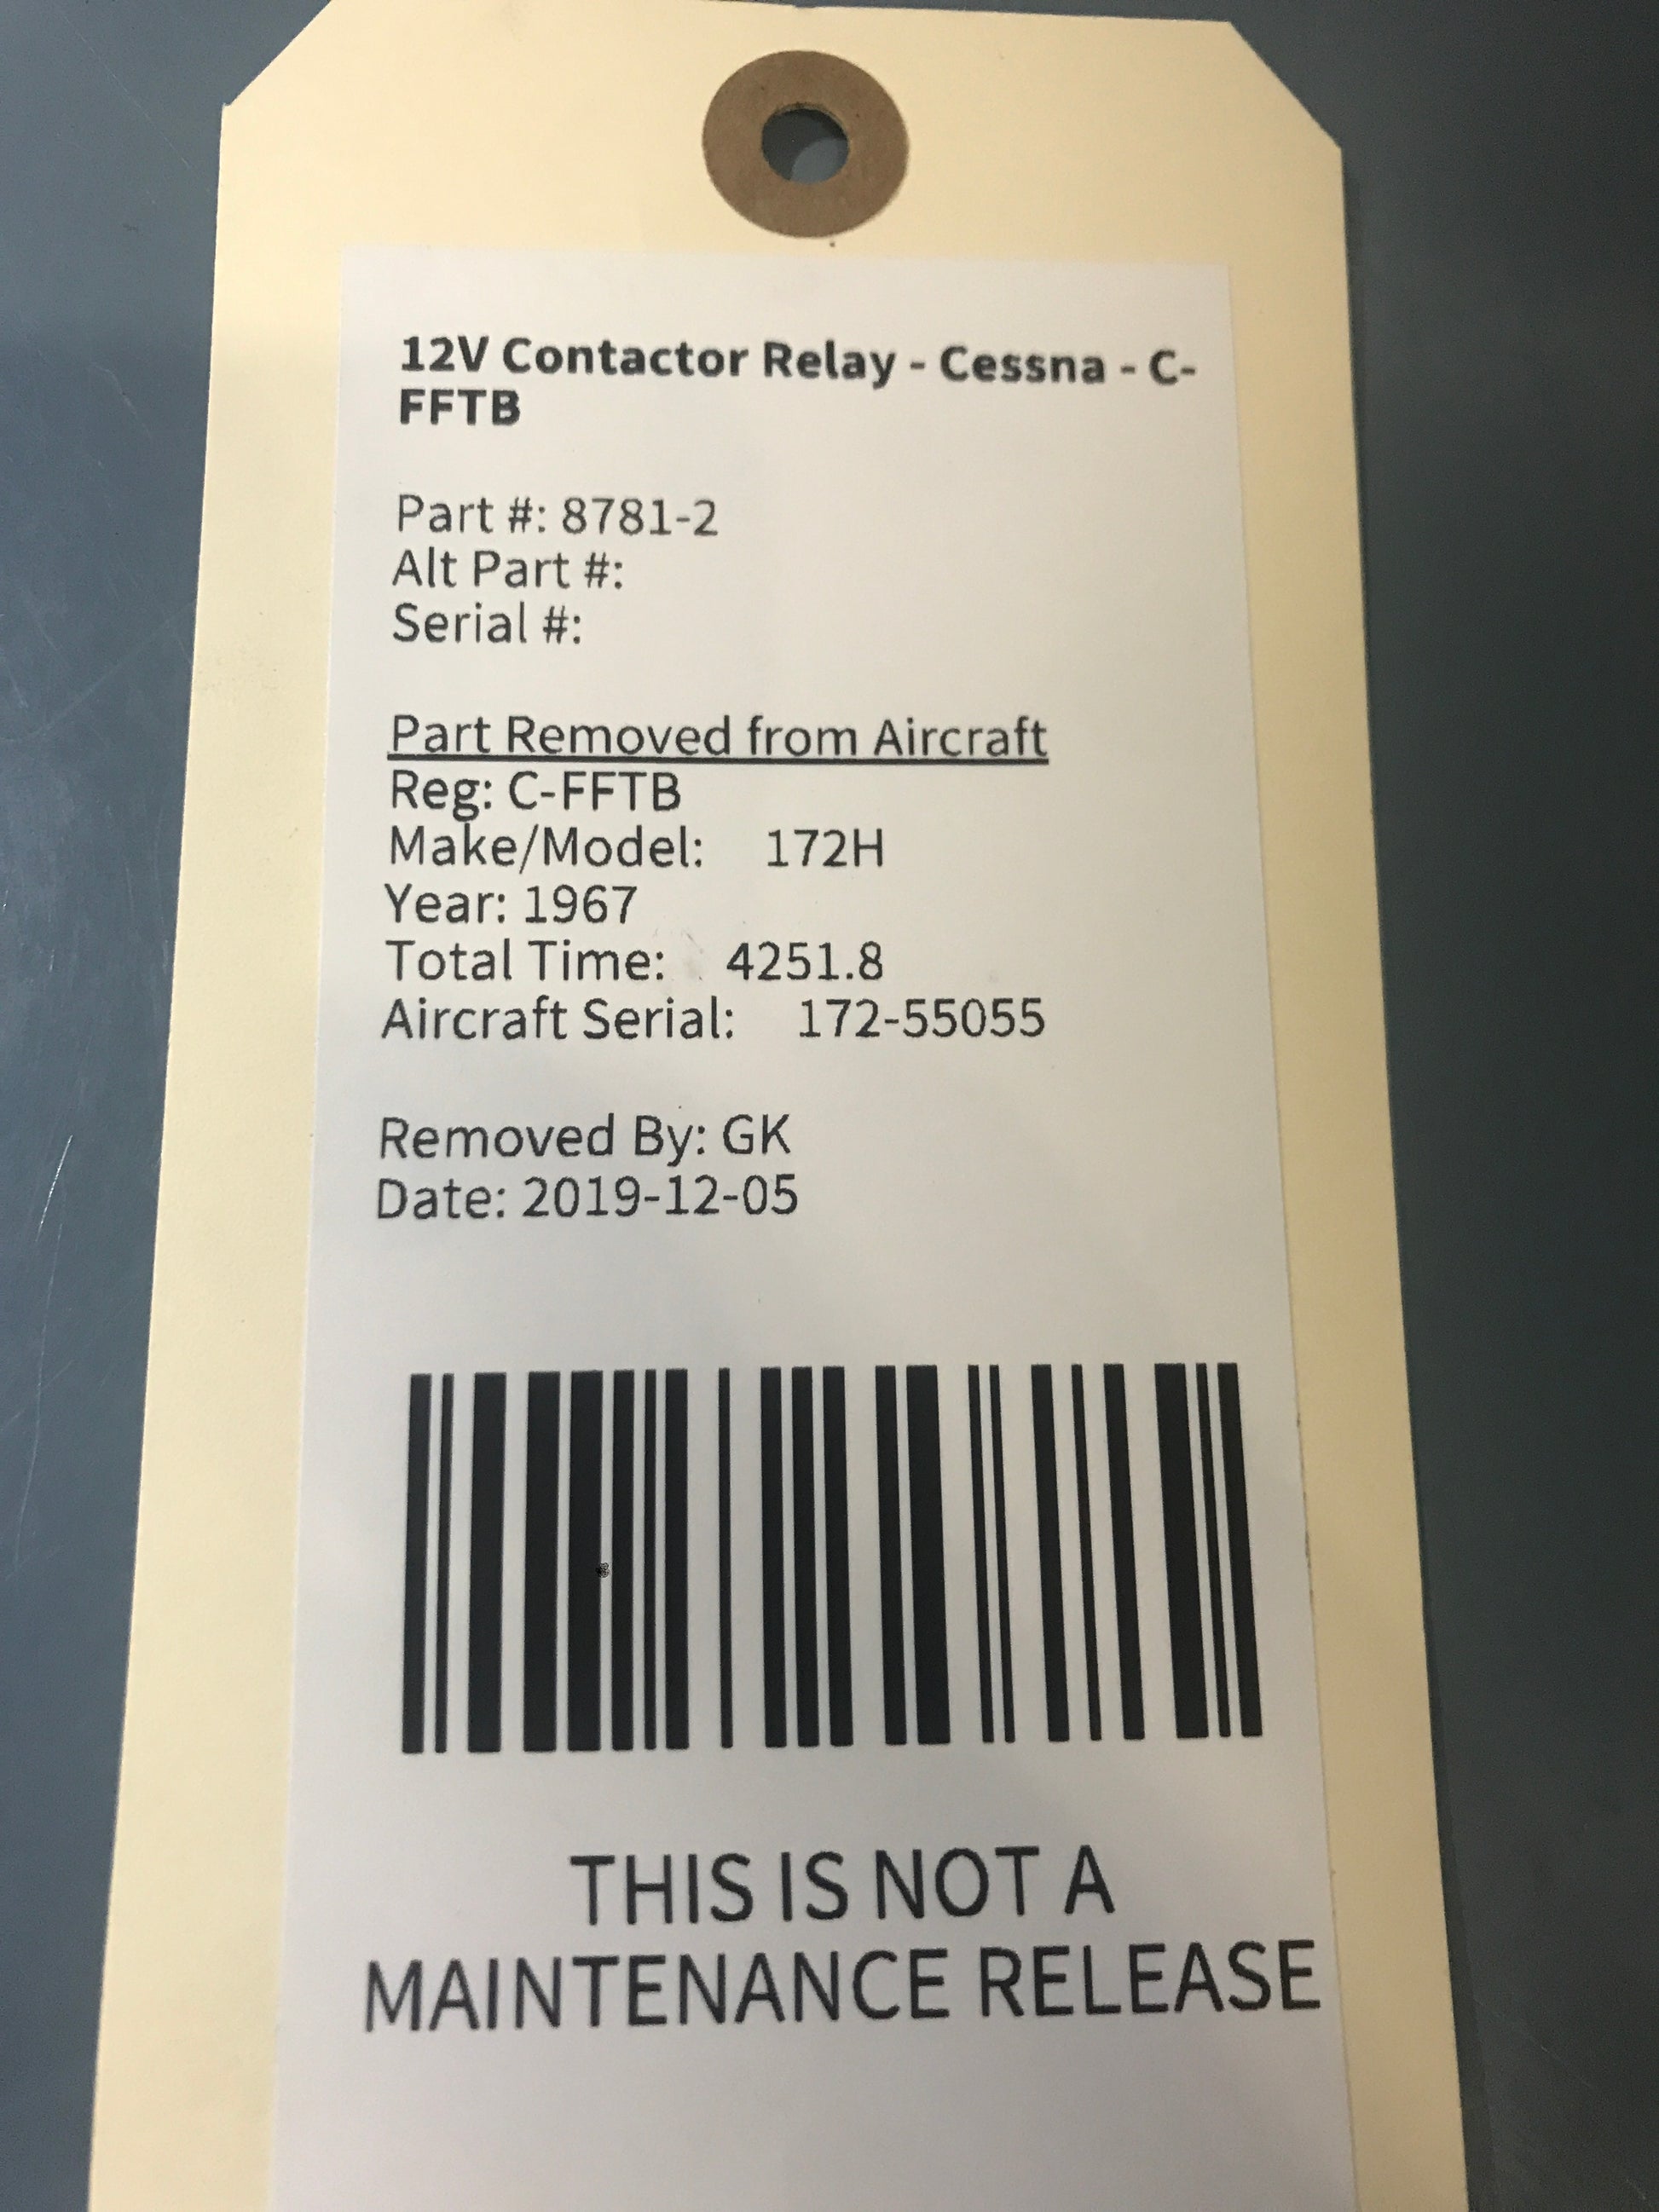 12V Contactor Relay - Cessna - C-
FFTB
Part #: 8781-2
Alt Part #:
Serial #:
Part Removed from Aircraft
Reg: C-FFTB
Make/Model: 172H
Year: 1967
Total Time: 4251.8
Aircraft Serial: 172-55055
Removed By: GK
Date: 2019-12-05
THIS IS NOT A
MAINTENANCE RELEASE